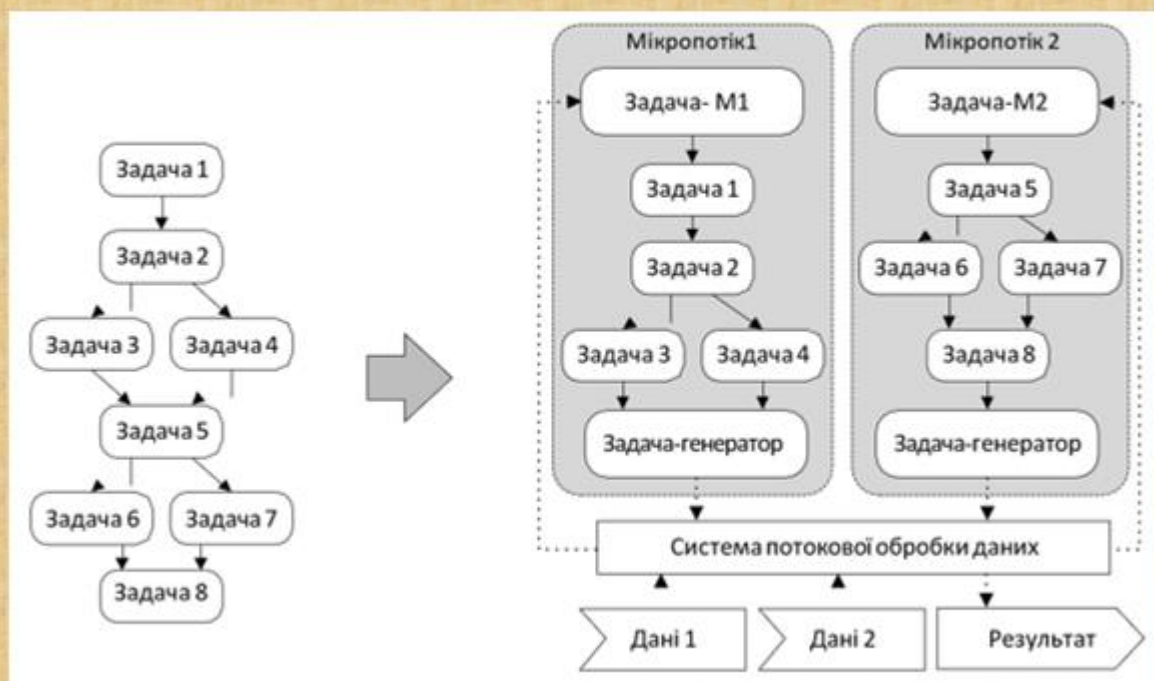 Задача 1
Задача 2
Задача 3
Задача 4
Задача 5
Задача 6
Задача 7
Задача 8
Мікропотік1
Задача- М1
Задача 1
Задача 2
Задача 3
Задача 4
Задача-генератор
Мікропотік 2
Задача-М2
Задача 5
Задача 6
Задача 7
Задача 8
Задача-генератор
Система потокової обробки даних
Дані 1
Дані 2
Результат